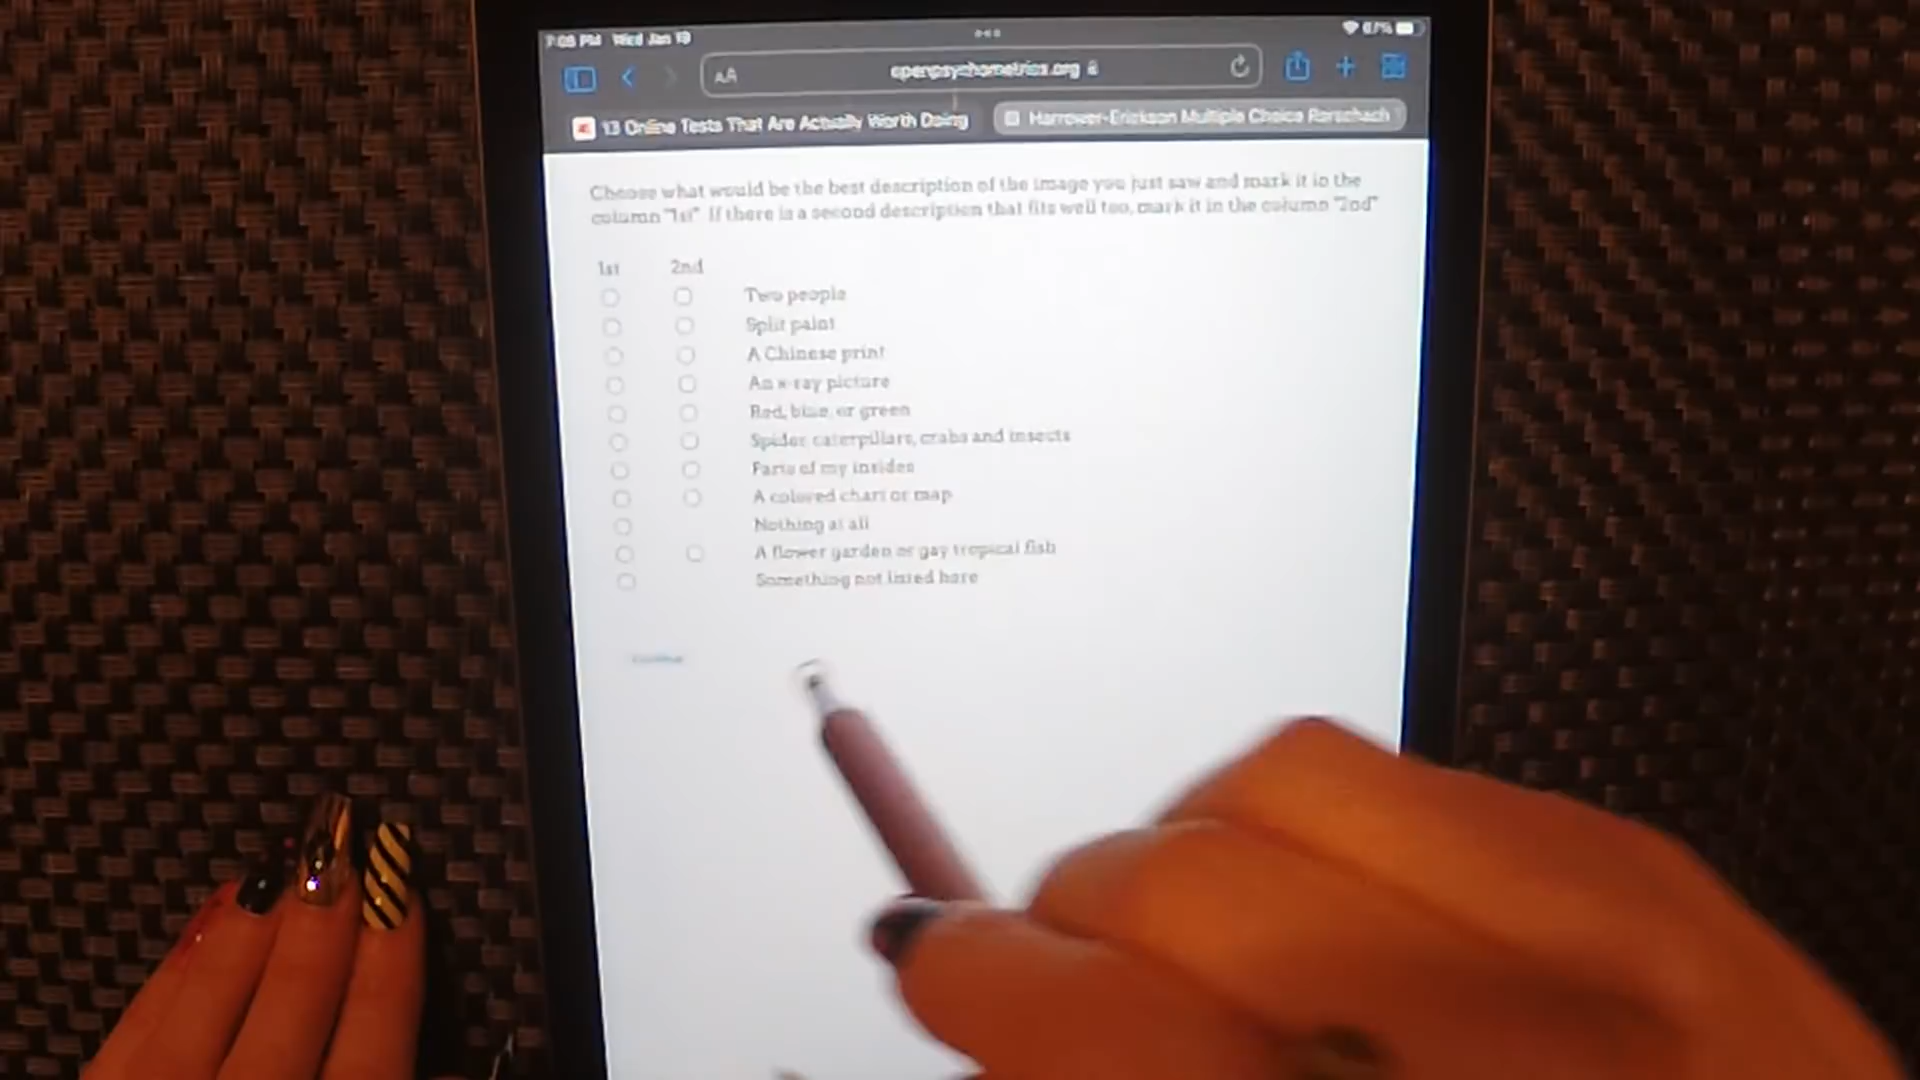 7:08 PM Wed Jan 19
67%
AA openpsychometrics.org
13 Online Tests That Are Actually Worth Doing
Harrower-Erickson Multiple Choice Rorschach
Choose what would be the best description of the image you just saw and mark it in the
column "1st" If there is a second description that fits well too, mark it in the column "2nd"
1st 2nd
Two people
Split paint
A Chinese print
An x-ray picture
Red, blue, or green
Spider, caterpillars, crabs and insects
Parts of my insides
A colored chart or map
Nothing at all
A flower garden or gay tropical fish
Something not listed here